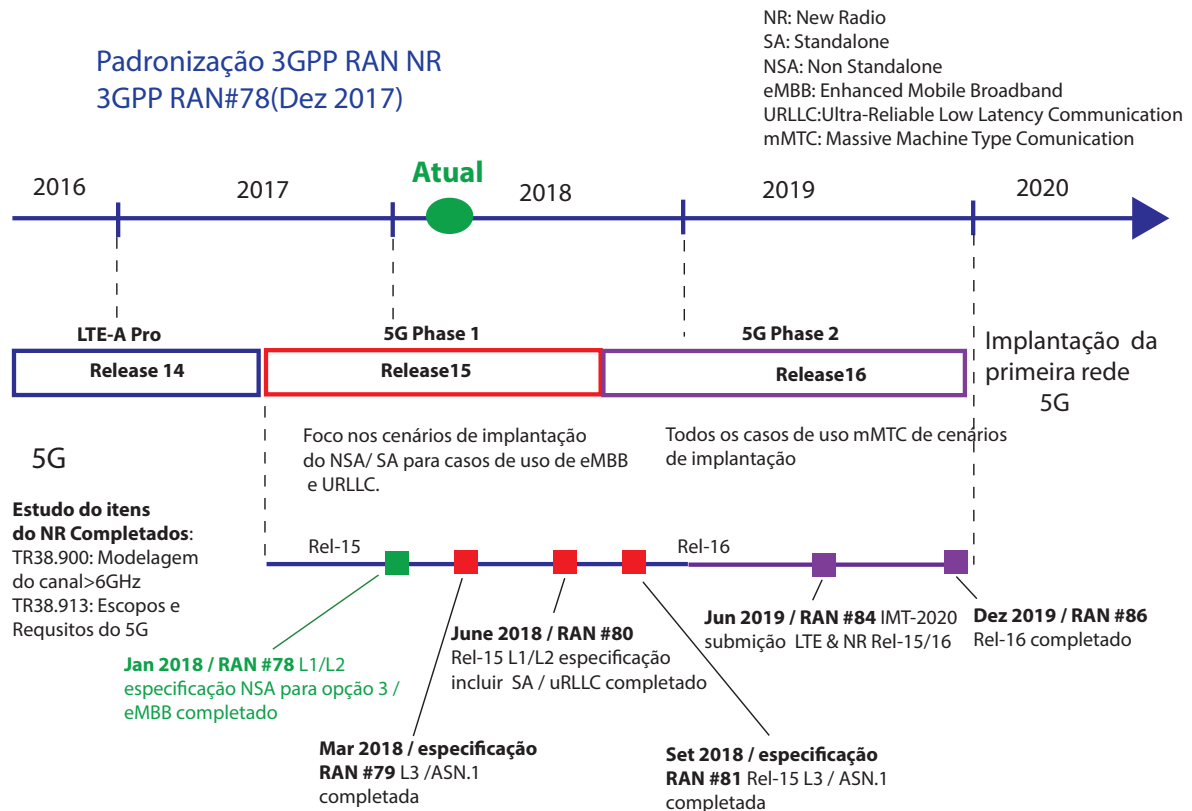 Padronização 3GPP RAN NR
3GPP RAN#78(Dez 2017)
NR: New Radio
SA: Standalone
NSA: Non Standalone
eMBB: Enhanced Mobile Broadband
URLLC:Ultra-Reliable Low Latency Communication
mMTC: Massive Machine Type Comunication
2016
2017
Atual
2018
2019
2020
LTE-A Pro
Release 14
5G Phase 1
Release15
5G Phase 2
Release16
Implantação da
primeira rede
5G
Foco nos cenários de implantação
do NSA/ SA para casos de uso de eMBB
e URLLC.
Todos os casos de uso mMTC de cenários
de implantação
5G
Estudo do itens
do NR Completados:
TR38.900: Modelagem
do canal>6GHz
TR38.913: Escopos e
Requsitos do 5G
Rel-15
Rel-16
Jan 2018 / RAN #78 L1/L2
especificação NSA para opção 3 /
eMBB completado
Mar 2018 / especificação
RAN #79 L3 /ASN.1
completada
June 2018 / RAN #80
Rel-15 L1/L2 especificação
incluir SA / uRLLC completado
Set 2018 / especificação
RAN #81 Rel-15 L3 / ASN.1
completada
Jun 2019 / RAN #84 IMT-2020
submição LTE & NR Rel-15/16
Dez 2019 / RAN #86
Rel-16 completado